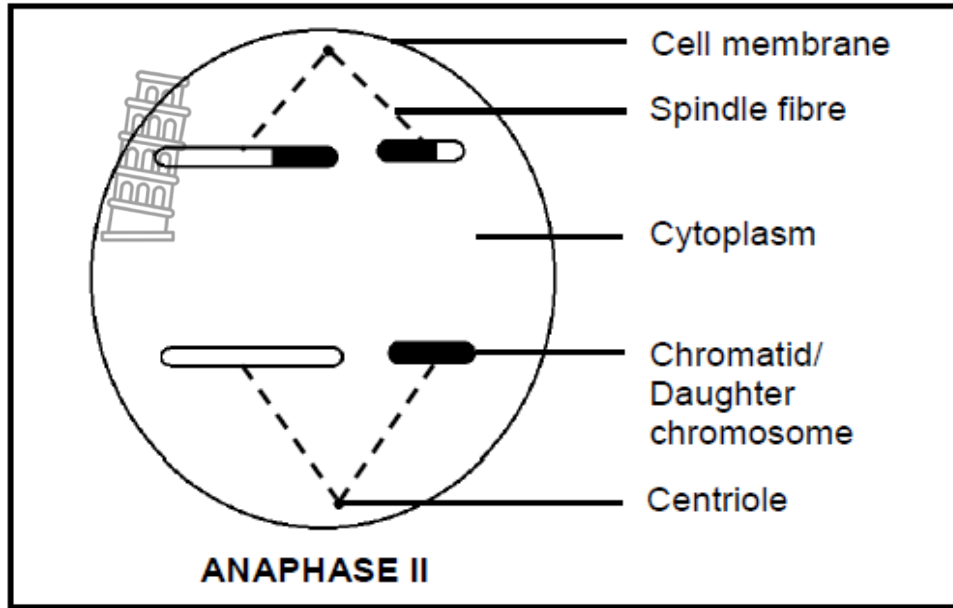 Cell membrane
Spindle fibre
Cytoplasm
Chromatid/
Daughter
chromosome
Centriole
ANAPHASE II